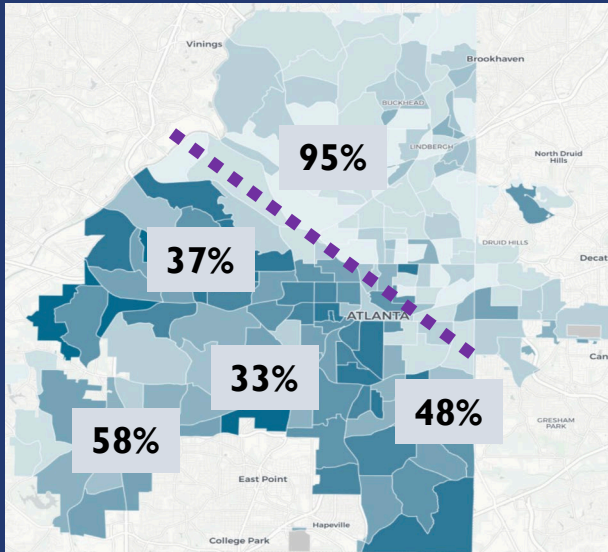 Vinings
Brookhaven
BUCKHEAD
LINDBERGH
95%
North Druid
Hills
DRUID HILLS
37%
Decat
ATLANTA
Can
33%
48%
GRESHAM
PARK
58%
East Point
Hapeville
College Park